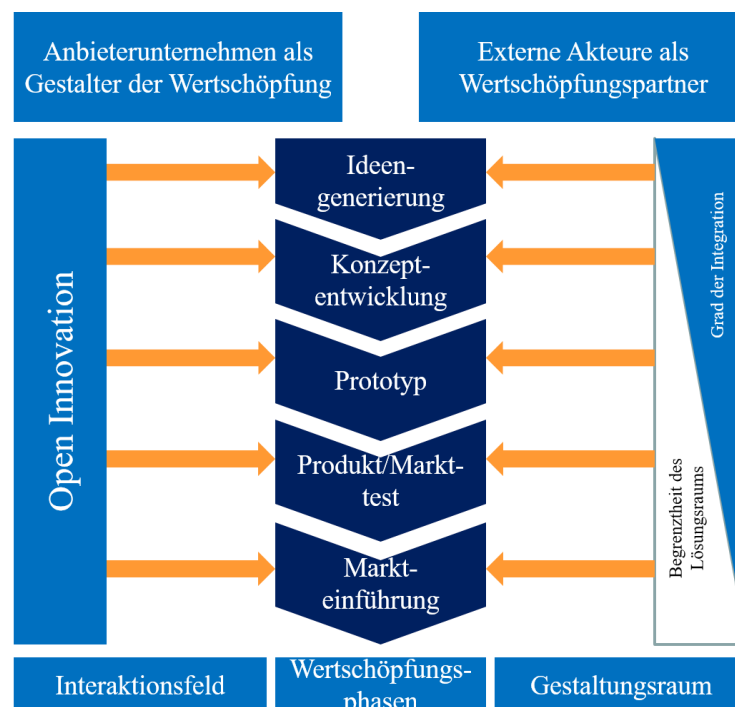 Anbieterunternehmen als
Gestalter der Wertschöpfung
Externe Akteure als
Wertschöpfungspartner
Open Innovation
Ideen-
generierung
Konzept-
entwicklung
Prototyp
Produkt/Markt-
test
Markt-
einführung
Grad der Integration
Begrenztheit des
Lösungsraums
Interaktionsfeld
Wertschöpfungs-
phasen
Gestaltungsraum